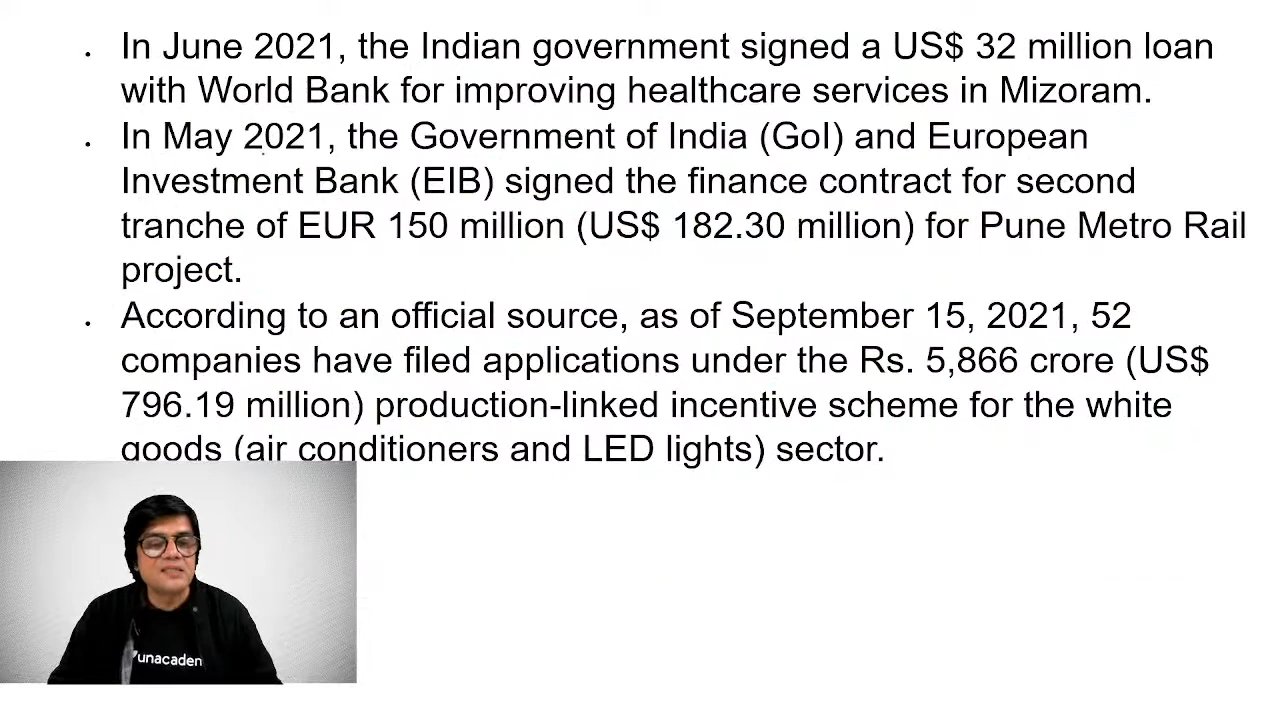 • In June 2021, the Indian government signed a US$ 32 million loan
with World Bank for improving healthcare services in Mizoram.
• In May 2021, the Government of India (GoI) and European
Investment Bank (EIB) signed the finance contract for second
tranche of EUR 150 million (US$ 182.30 million) for Pune Metro Rail
project.
• According to an official source, as of September 15, 2021, 52
companies have filed applications under the Rs. 5,866 crore (US$
796.19 million) production-linked incentive scheme for the white
goods (air conditioners and LED lights) sector.
unacaden